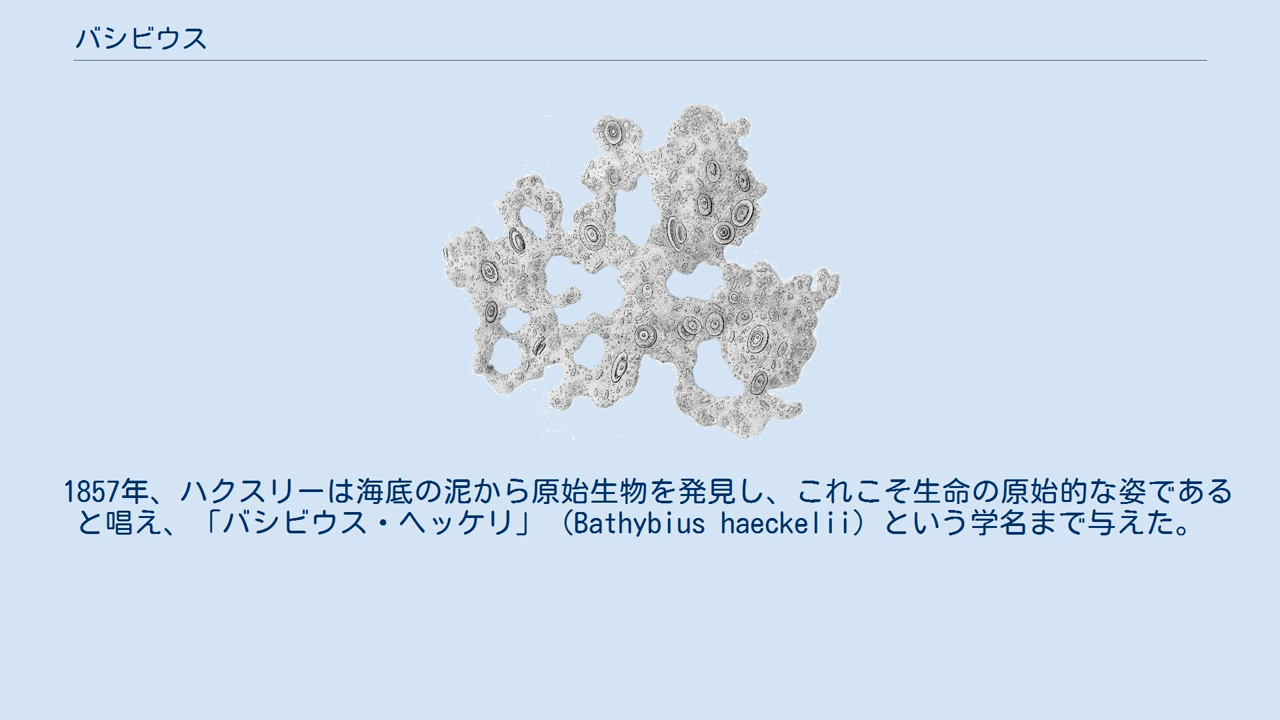 バシビウス
1857年、ハクスリーは海底の泥から原始生物を発見し、これこそ生命の原始的な姿である
と唱え、「バシビウス・ヘッケリ」（Bathybius haeckelii）という学名まで与えた。